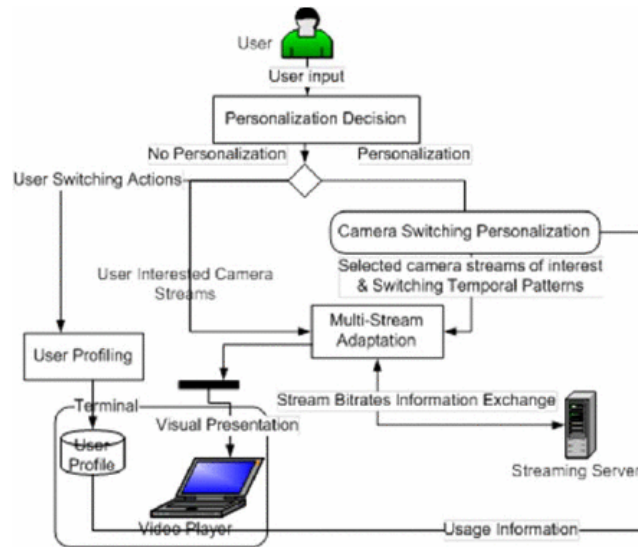 User
User input
Personalization Decision
No Personalization
Personalization
User Switching Actions
Camera Switching Personalization
User Interested Camera
Streams
Selected camera streams of interest
& Switching Temporal Patterns
Multi-Stream
Adaptation
User Profiling
Stream Bitrates Information Exchange
Terminal
Visual Presentation
User
Profile
Streaming Server
Video Player
Usage Information